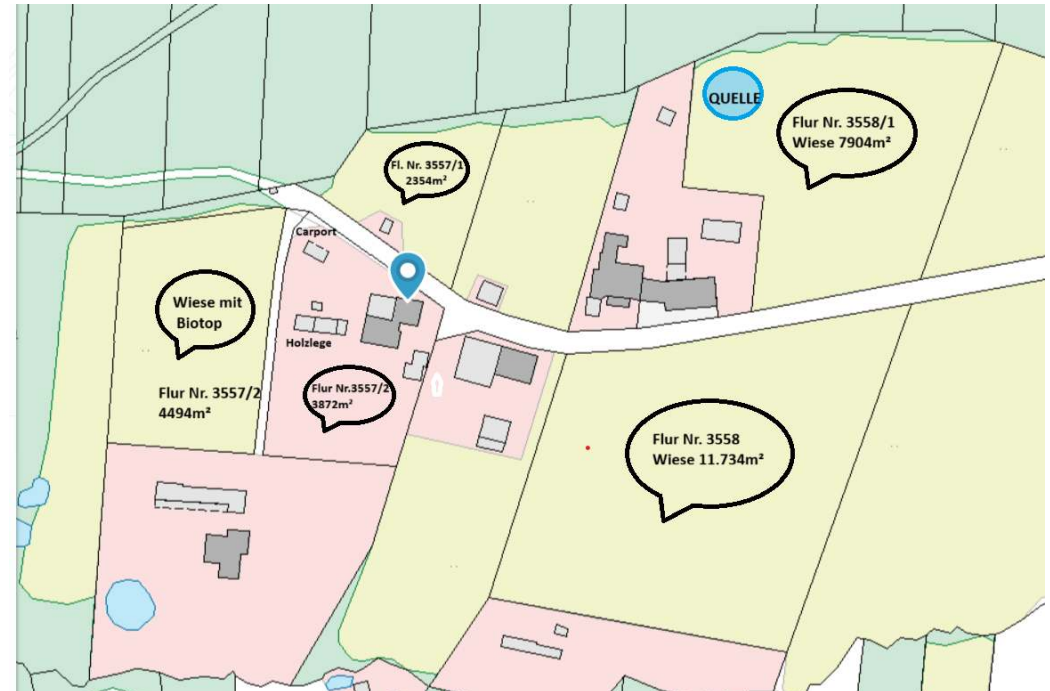 QUELLE
Flur Nr. 3558/1
Wiese 7904m²
Fl. Nr. 3557/1
2354m²
Carport
Wiese mit
Biotop
Holzlege
Flur Nr. 3557/2
4494m²
Flur Nr.3557/2
3872m²
Flur Nr. 3558
Wiese 11.734m²